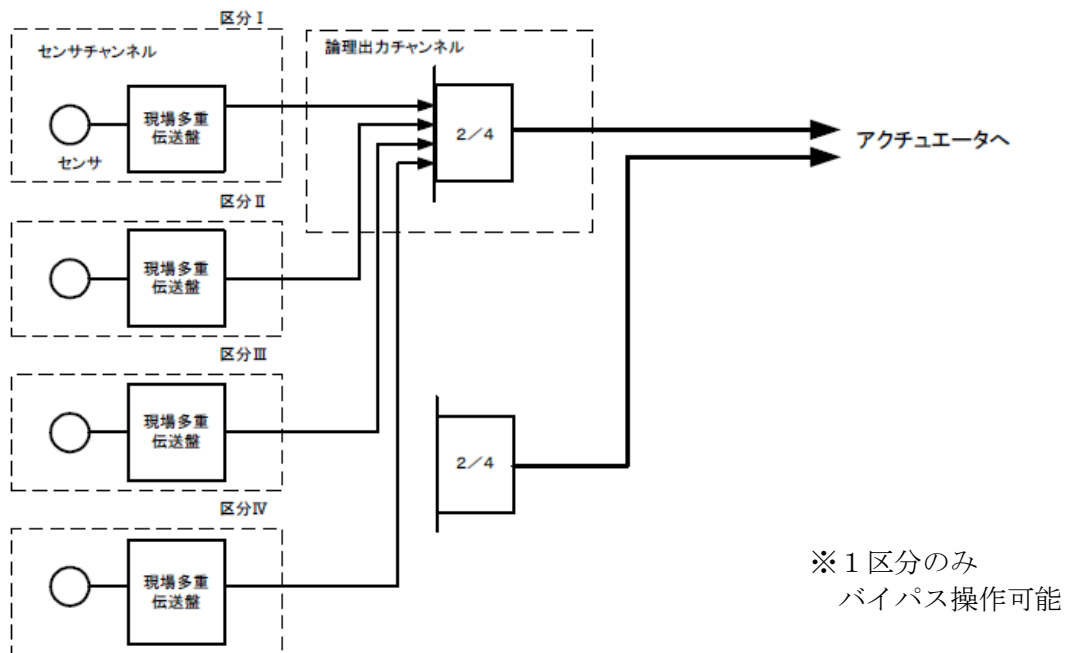 区分Ⅰ
センサチャンネル
論理出力チャンネル
現場多重
伝送盤
センサ
2/4
アクチュエータへ
区分Ⅱ
現場多重
伝送盤
区分Ⅲ
現場多重
伝送盤
2/4
区分Ⅳ
現場多重
伝送盤
※1区分のみ
バイパス操作可能